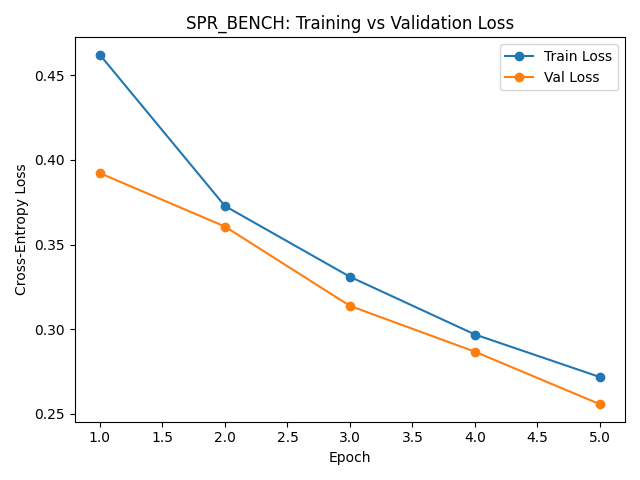 SPR_BENCH: Training vs Validation Loss
Train Loss
Val Loss
Cross-Entropy Loss
0.45
0.40
0.35
0.30
0.25
1.0 1.5 2.0 2.5 3.0 3.5 4.0 4.5 5.0
Epoch